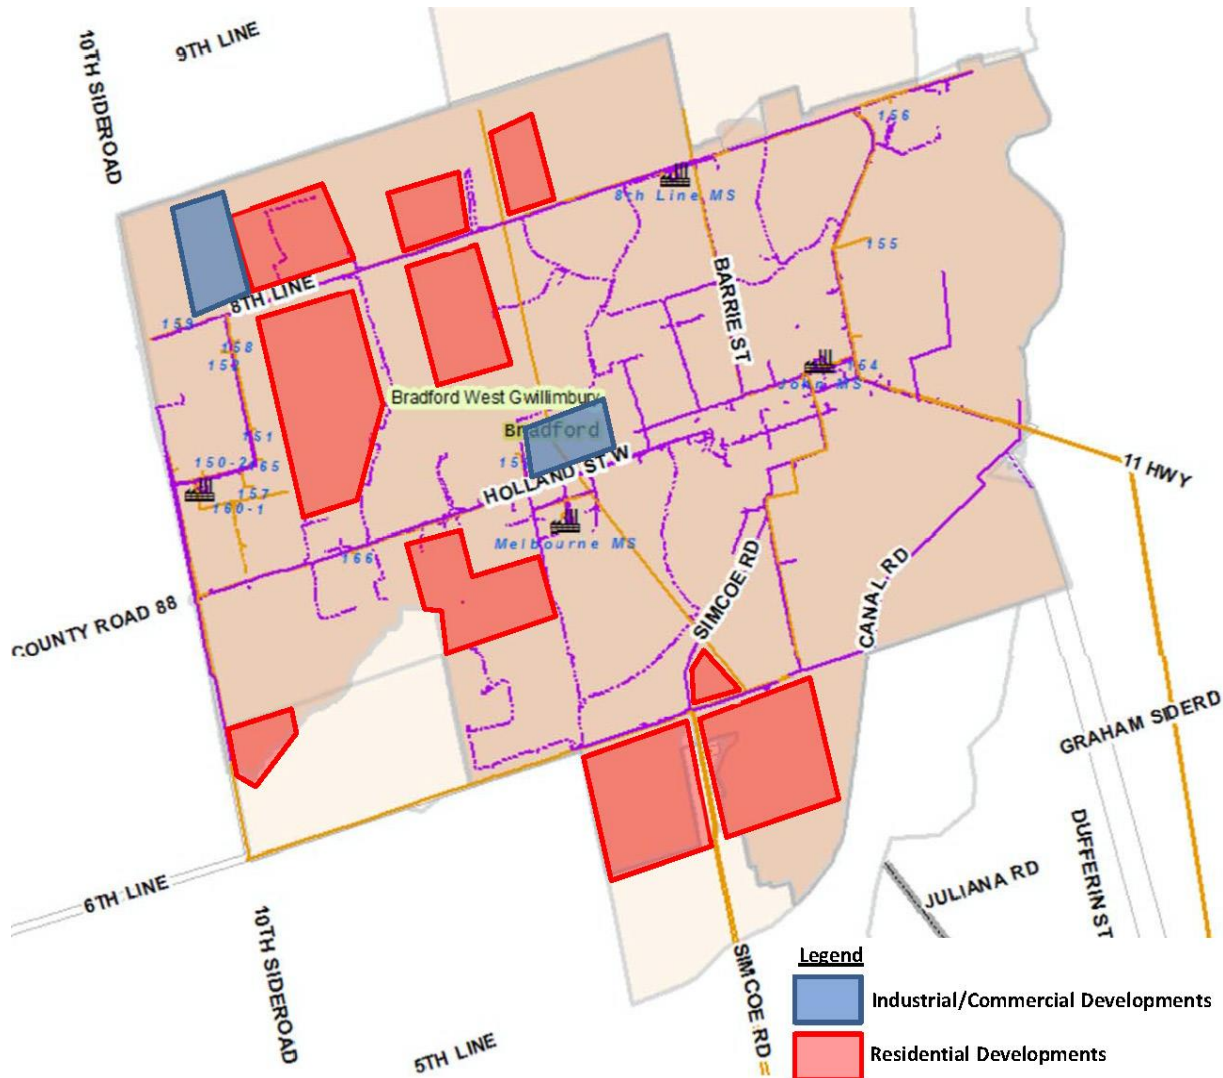 9TH LINE
10TH SIDEROAD
156
8th Line MS
155
BARRIE ST
8TH LINE
159
158
164
John MS
Bradford West Gwillimbury
Bradford
151
150-2
165
HOLLAND ST W
157
160-1
11 HWY
Melbourne MS
166
SIMCOE RD
CANAL RD
COUNTY ROAD 88
GRAHAM SIDERD
6TH LINE
DUFFERIN ST
JULIANA RD
10TH SIDEROAD
5TH LINE
SIMCOE RD
Legend
Industrial/Commercial Developments
Residential Developments